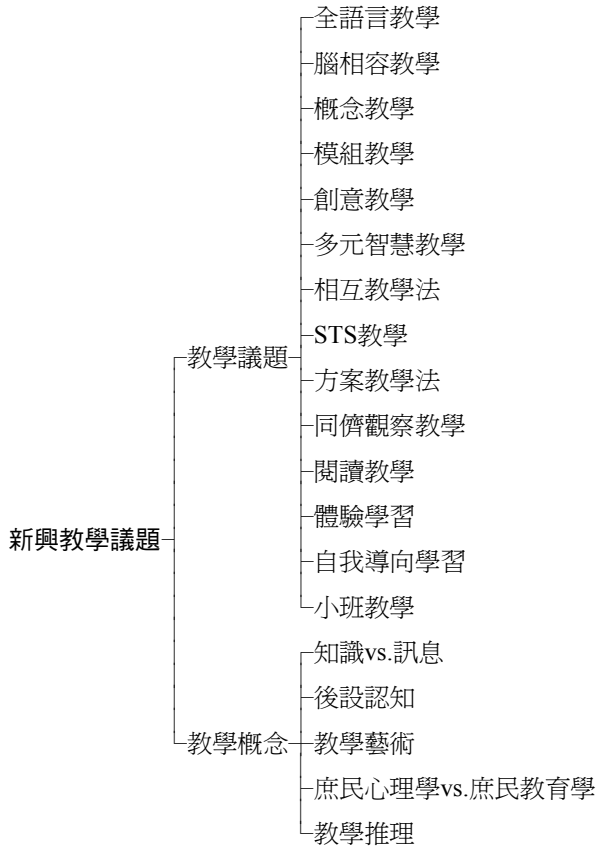 全語言教學
腦相容教學
概念教學
模組教學
創意教學
多元智慧教學
相互教學法
STS教學
教學議題
方案教學法
同儕觀察教學
閱讀教學
體驗學習
新興教學議題
自我導向學習
小班教學
知識vs.訊息
後設認知
教學概念
教學藝術
庶民心理學vs.庶民教育學
教學推理